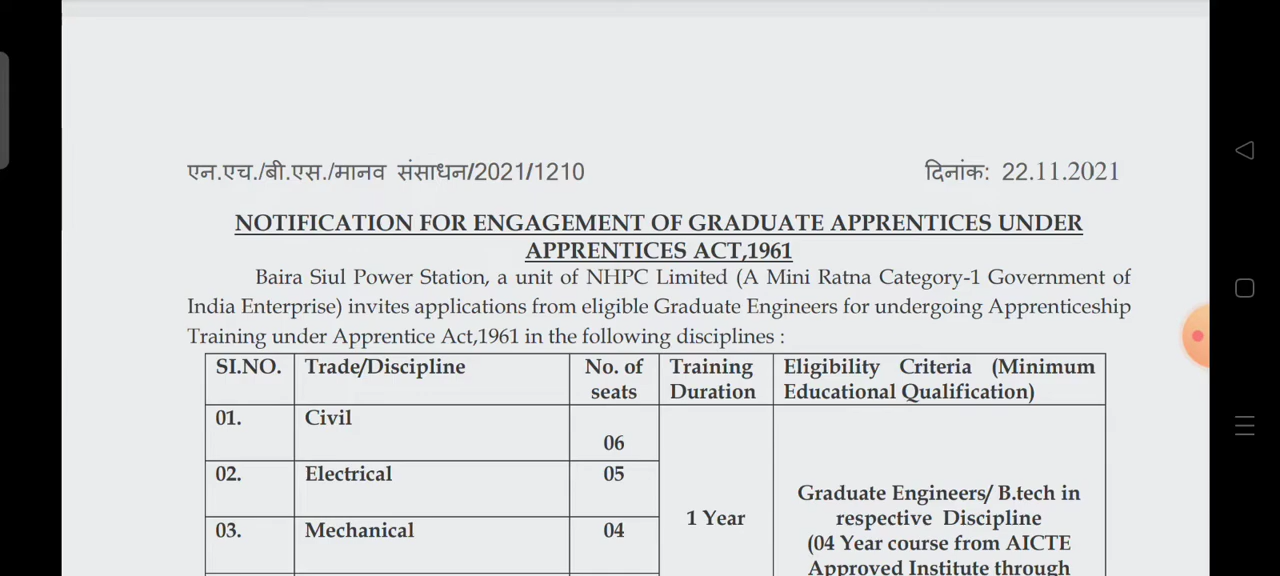 एन.एच./बी.एस./मानव संसाधन/2021/1210 दिनांक: 22.11.2021
NOTIFICATION FOR ENGAGEMENT OF GRADUATE APPRENTICES UNDER
APPRENTICES ACT,1961
Baira Siul Power Station, a unit of NHPC Limited (A Mini Ratna Category-1 Government of
India Enterprise) invites applications from eligible Graduate Engineers for undergoing Apprenticeship
Training under Apprentice Act,1961 in the following disciplines :
SI.NO. Trade/Discipline No. of seats Training Duration Eligibility Criteria (Minimum Educational Qualification)
01. Civil 06
02. Electrical 05
03. Mechanical 04
1 Year
Graduate Engineers/ B.tech in
respective Discipline
(04 Year course from AICTE
Approved Institute through